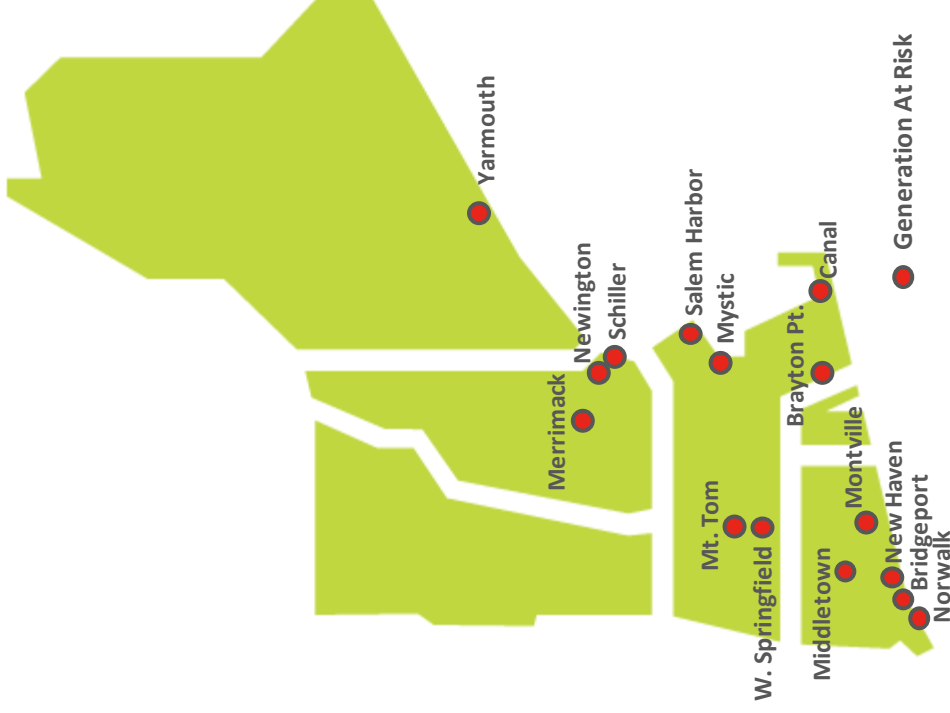 Yarmouth
Newington
Schiller
Merrimack
Salem Harbor
Mystic
Canal
Brayton Pt.
Mt. Tom
W. Springfield
Montville
Middletown
New Haven
Bridgeport
Norwalk
Generation At Risk